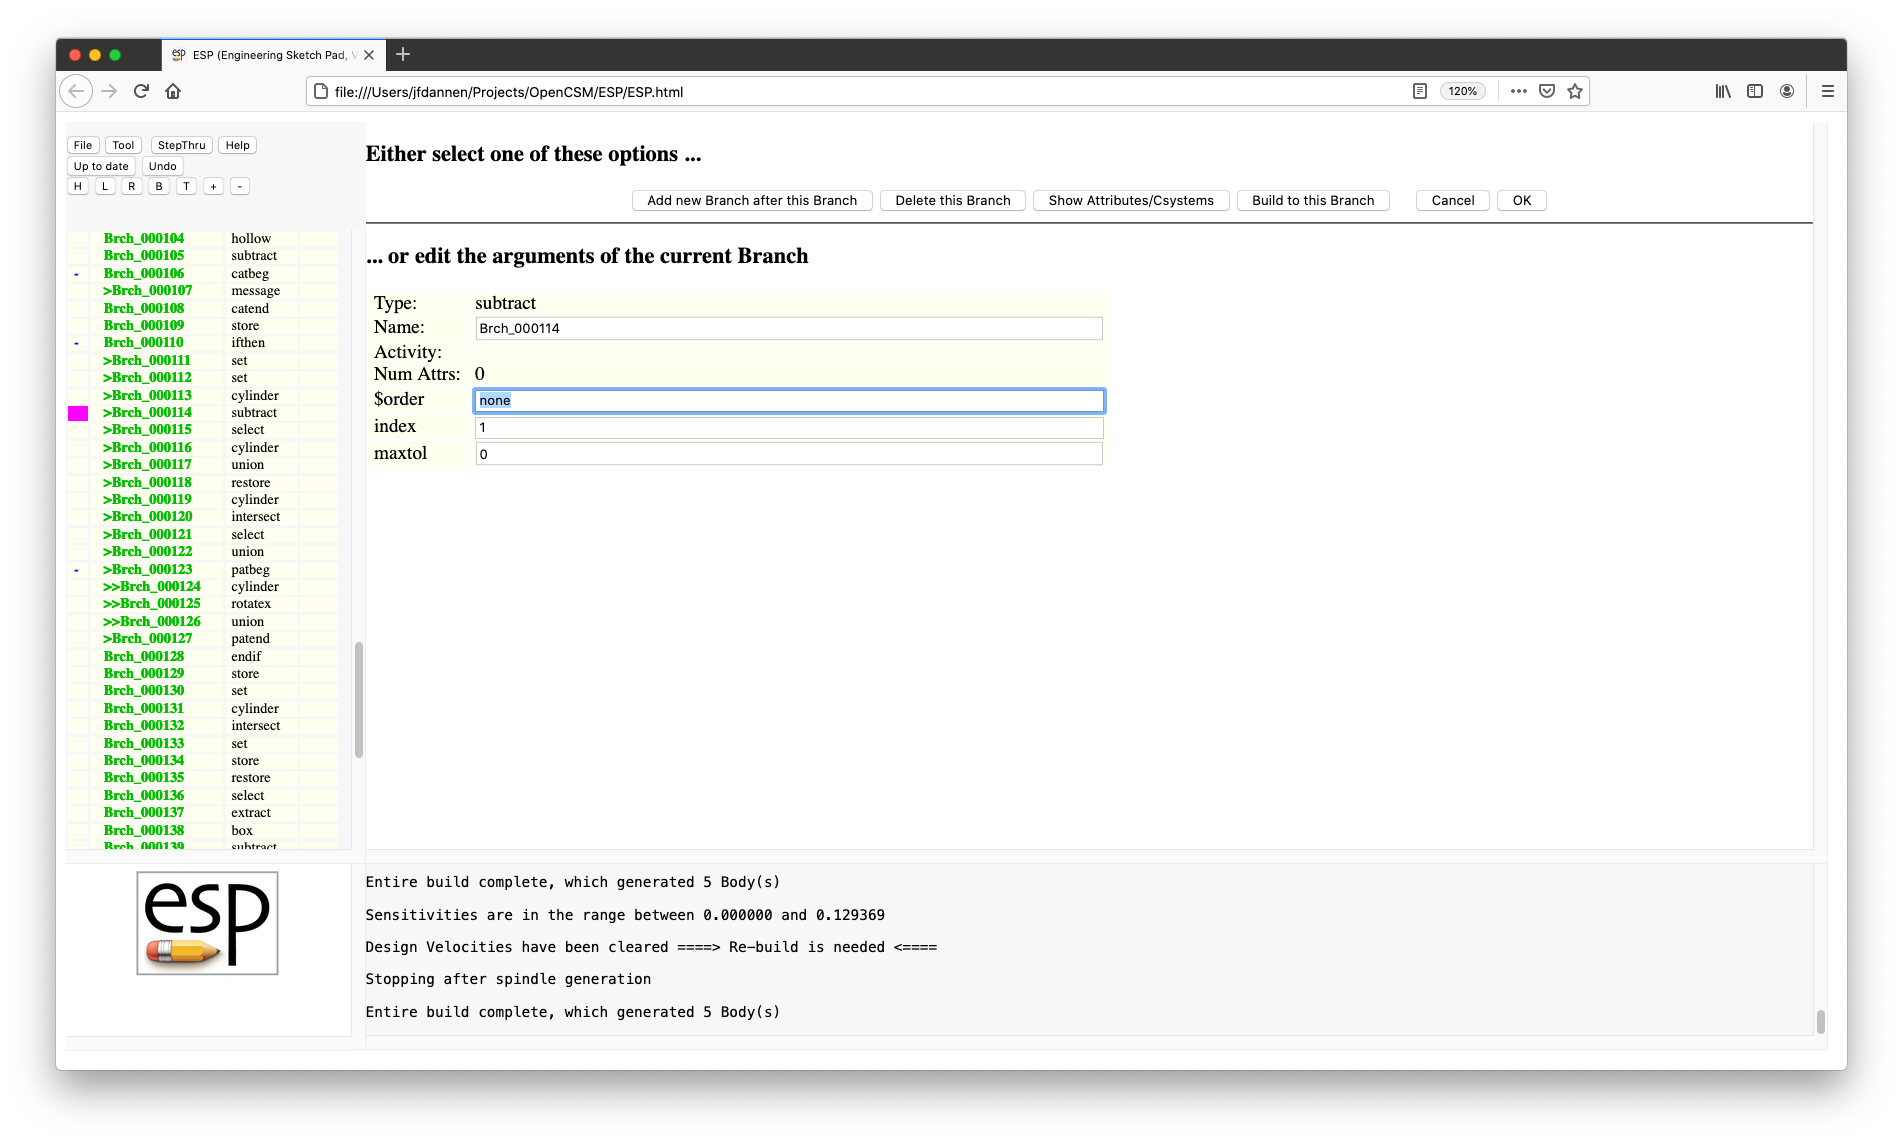 ESP (Engineering Sketch Pad, V
file:///Users/jfdannen/Projects/OpenCSM/ESP/ESP.html
120%
File Tool StepThru Help
Up to date Undo
H L R B T + -
Either select one of these options ...
Add new Branch after this Branch Delete this Branch Show Attributes/Csystems Build to this Branch Cancel OK
... or edit the arguments of the current Branch
Type: subtract
Name: Brch_000114
Activity:
Num Attrs: 0
$order none
index 1
maxtol 0
Brch_000104 hollow
Brch_000105 subtract
- Brch_000106 catbeg
>Brch_000107 message
Brch_000108 catend
Brch_000109 store
- Brch_000110 ifthen
>Brch_000111 set
>Brch_000112 set
>Brch_000113 cylinder
>Brch_000114 subtract
>Brch_000115 select
>Brch_000116 cylinder
>Brch_000117 union
>Brch_000118 restore
>Brch_000119 cylinder
>Brch_000120 intersect
>Brch_000121 select
>Brch_000122 union
- >Brch_000123 patbeg
>>Brch_000124 cylinder
>>Brch_000125 rotatex
>>Brch_000126 union
>Brch_000127 patend
Brch_000128 endif
Brch_000129 store
Brch_000130 set
Brch_000131 cylinder
Brch_000132 intersect
Brch_000133 set
Brch_000134 store
Brch_000135 restore
Brch_000136 select
Brch_000137 extract
Brch_000138 box
Brch_000139 subtract
esp
Entire build complete, which generated 5 Body(s)
Sensitivities are in the range between 0.000000 and 0.129369
Design Velocities have been cleared ====> Re-build is needed <====
Stopping after spindle generation
Entire build complete, which generated 5 Body(s)